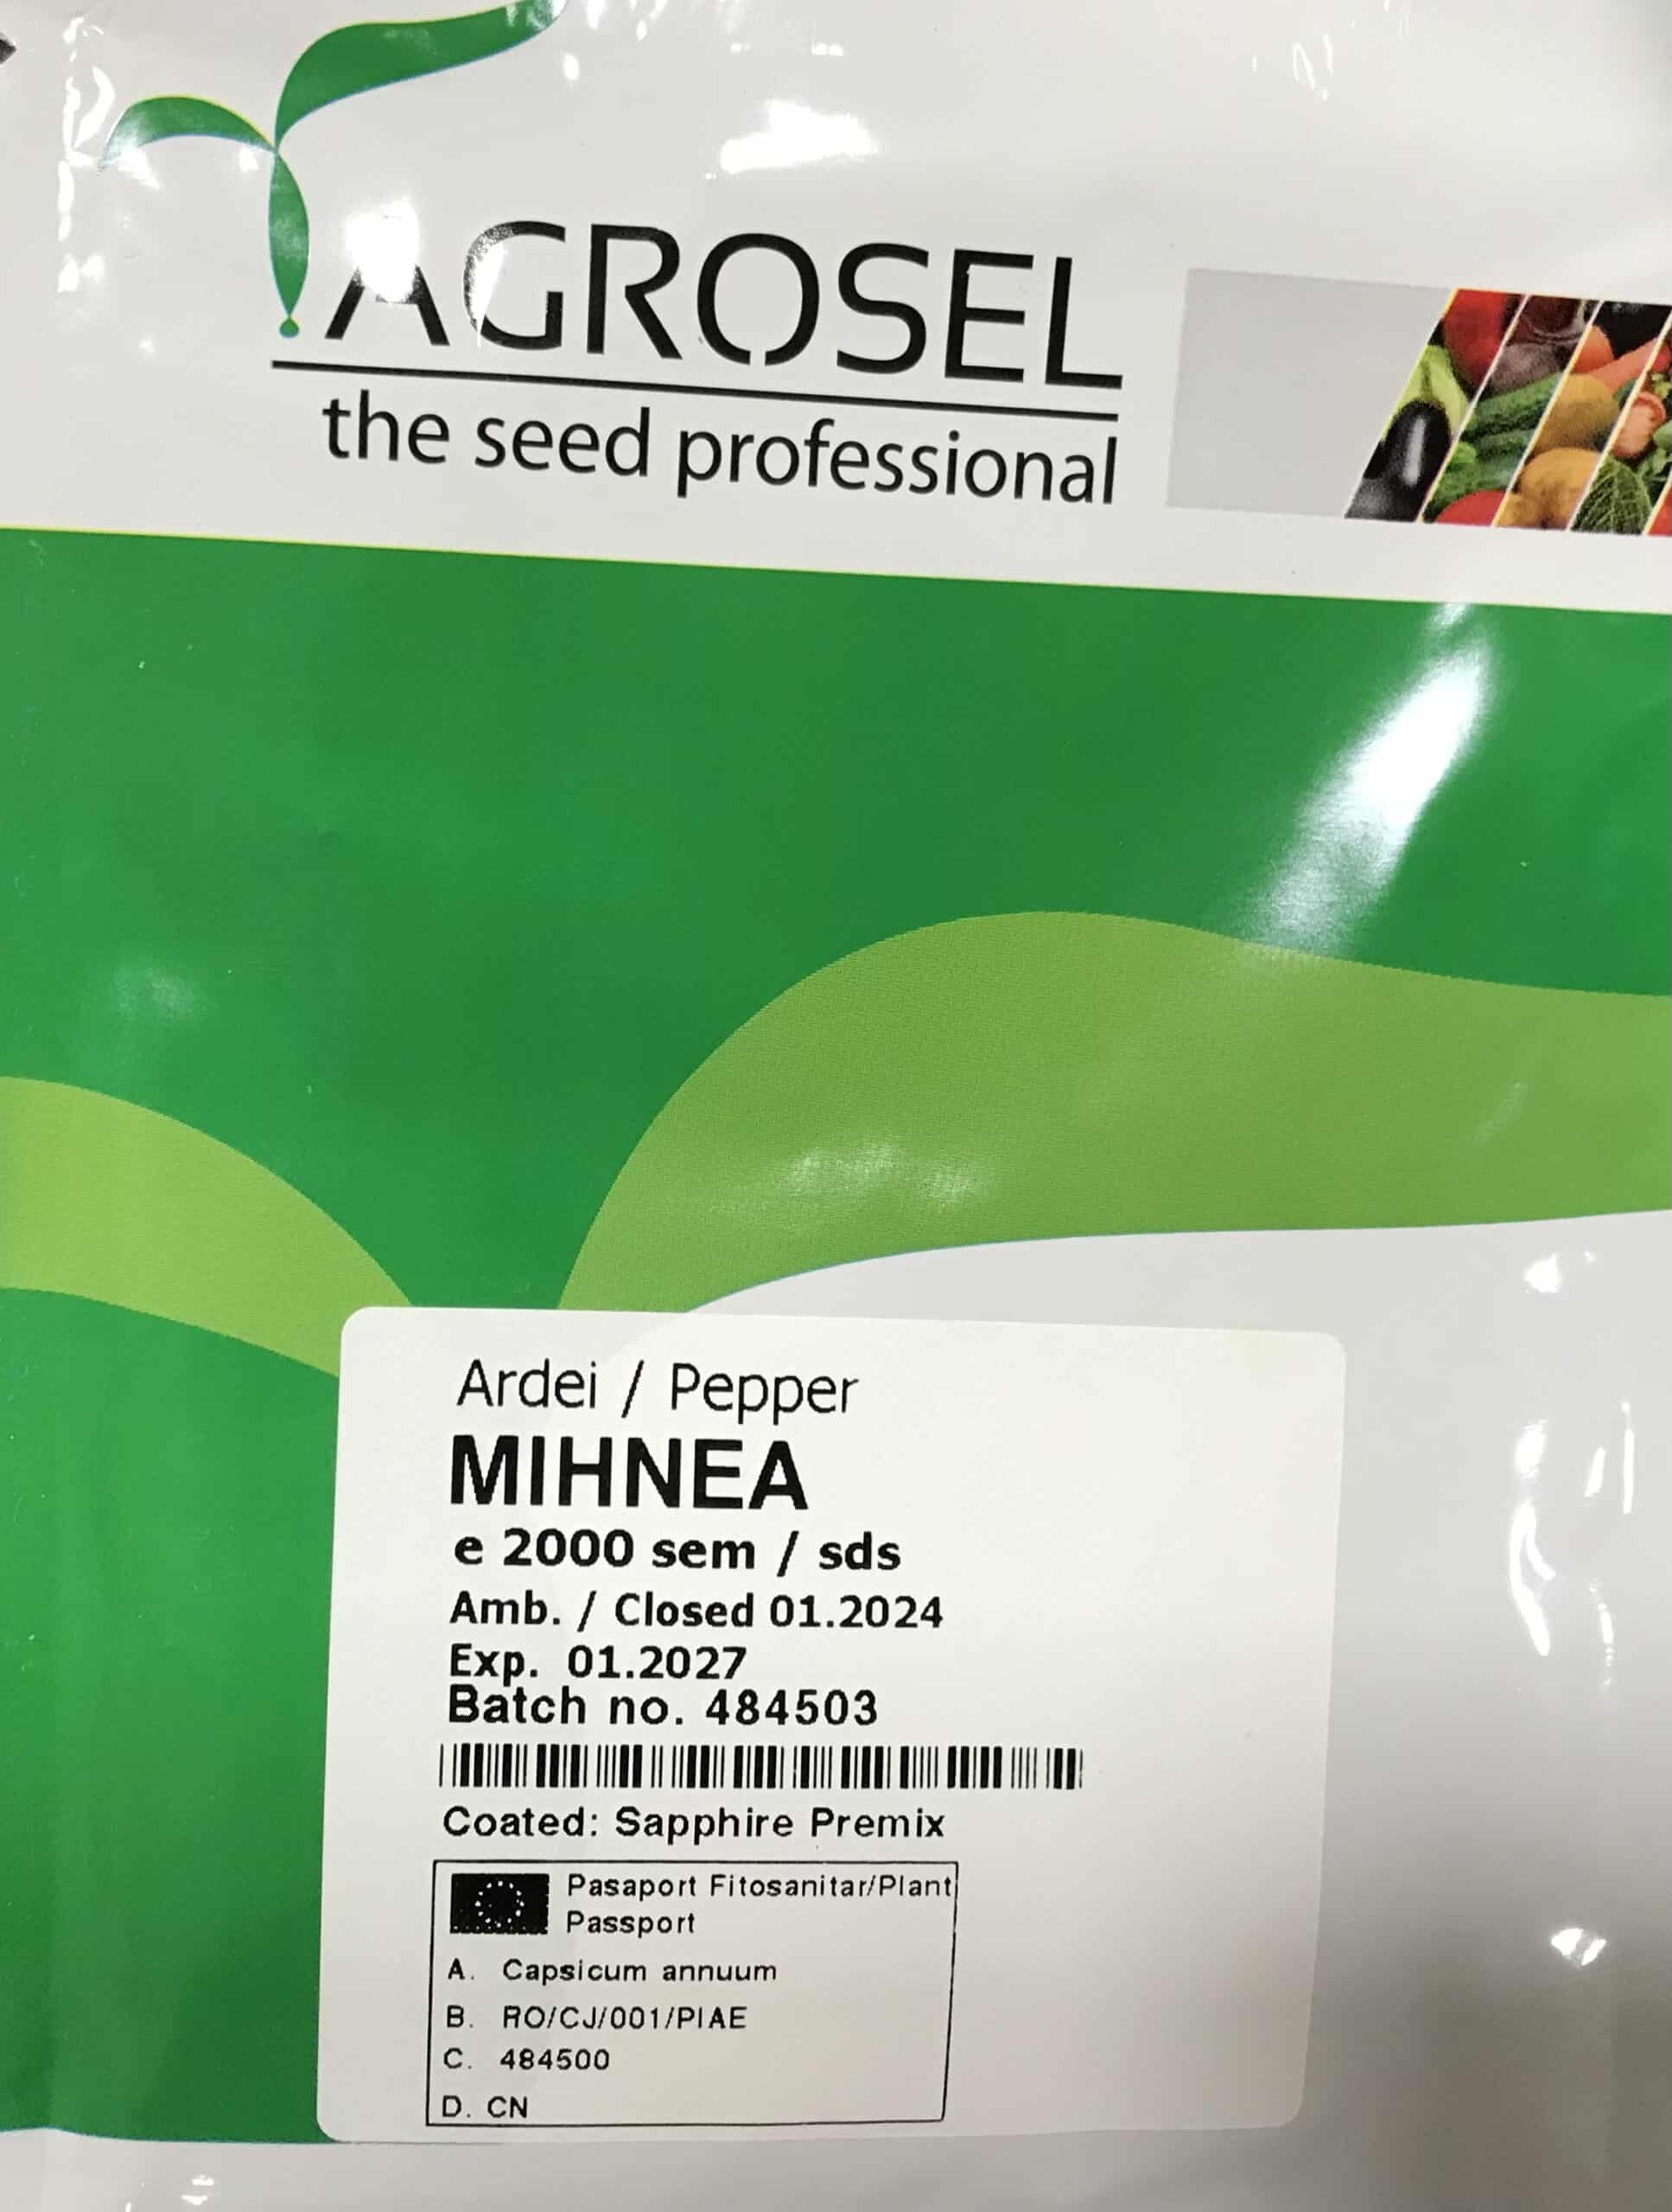 AGROSEL
the seed professional
Ardei / Pepper
MIHNEA
e 2000 sem / sds
Amb. / Closed 01.2024
Exp. 01.2027
Batch no. 484503
Coated: Sapphire Premix
Pasaport Fitosanitar/Plant
Passport
A. Capsicum annuum
B. RO/CJ/001/PIAE
C. 484500
D. CN